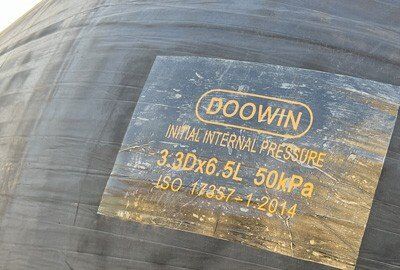 DOOWIN
INITIAL INTERNAL PRESSURE
3.3Dx6.5L 50kPa
ISO 17357-1:2014